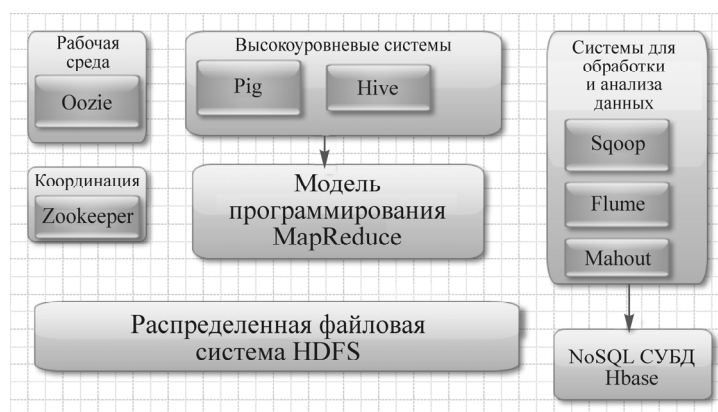 Рабочая
среда
Oozie
Высокоуровневые системы
Pig
Hive
Системы для
обработки
и анализа
данных
Sqoop
Flume
Mahout
Координация
Zookeeper
Модель
программирования
MapReduce
Распределенная файловая
система HDFS
NoSQL СУБД
Hbase